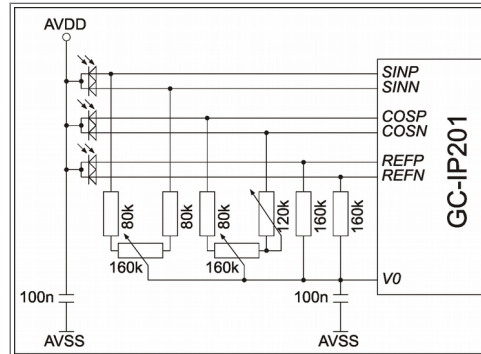 AVDD
SINP
SINN
COSP
COSN
REFP
REFN
GC-IP201
80k
80k
80k
120k
160k
160k
160k
160k
V0
100n
100n
AVSS
AVSS